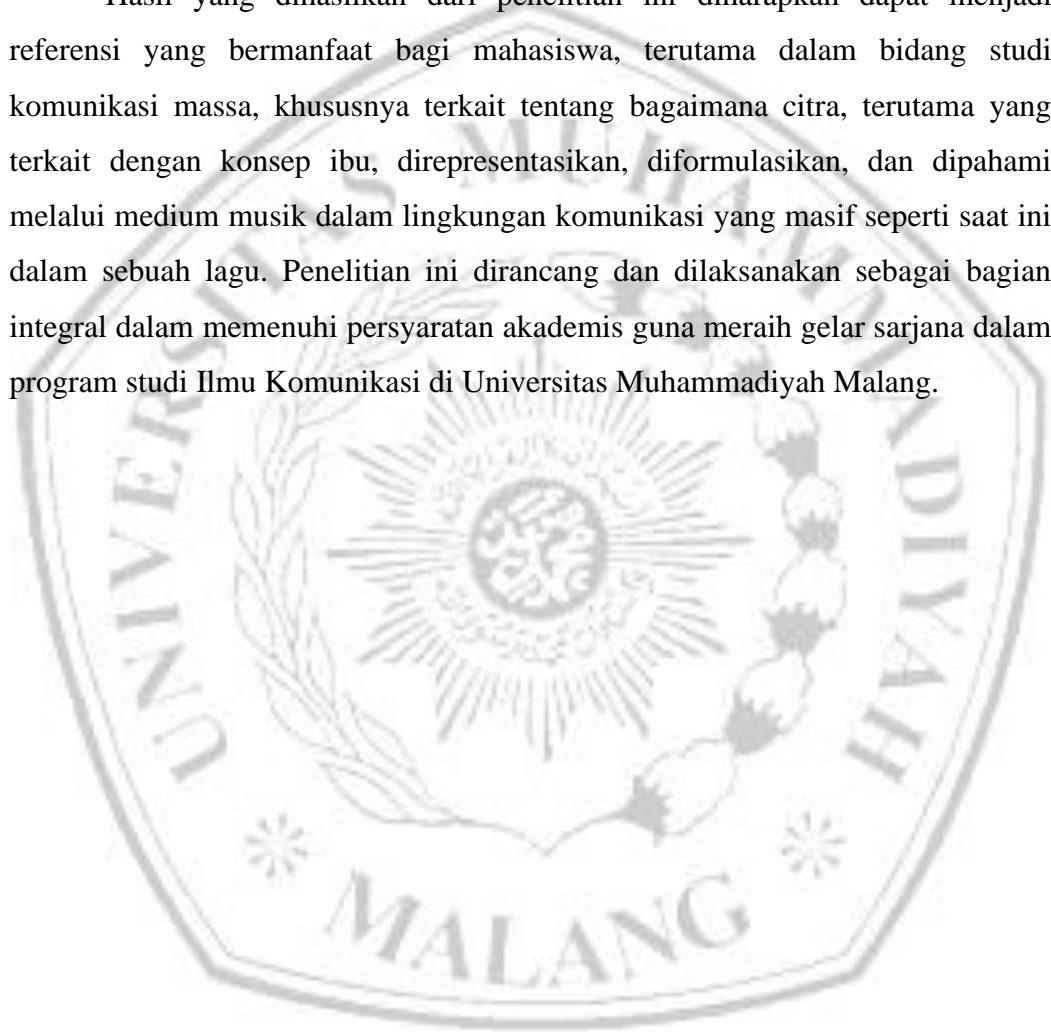 Hasil yang dihasilkan dari penelitian ini diharapkan dapat menjadi
referensi yang bermanfaat bagi mahasiswa, terutama dalam bidang studi
komunikasi massa, khususnya terkait tentang bagaimana citra, terutama yang
terkait dengan konsep ibu, direpresentasikan, diformulasikan, dan dipahami
melalui medium musik dalam lingkungan komunikasi yang masif seperti saat ini
dalam sebuah lagu. Penelitian ini dirancang dan dilaksanakan sebagai bagian
integral dalam memenuhi persyaratan akademis guna meraih gelar sarjana dalam
program studi Ilmu Komunikasi di Universitas Muhammadiyah Malang.
UNIVERSITAS MUHAMMADIYAH
MALANG